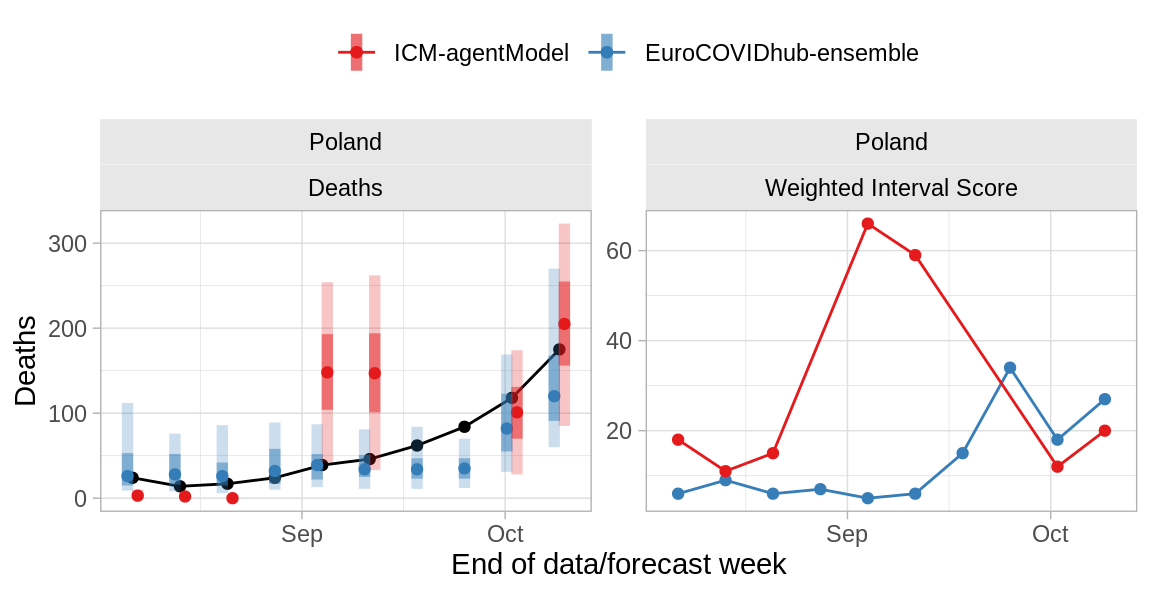 ICM-agentModel EuroCOVIDhub-ensemble
Poland
Deaths
Poland
Weighted Interval Score
Deaths
300
200
100
0
Sep Oct
60
40
20
Sep Oct
End of data/forecast week